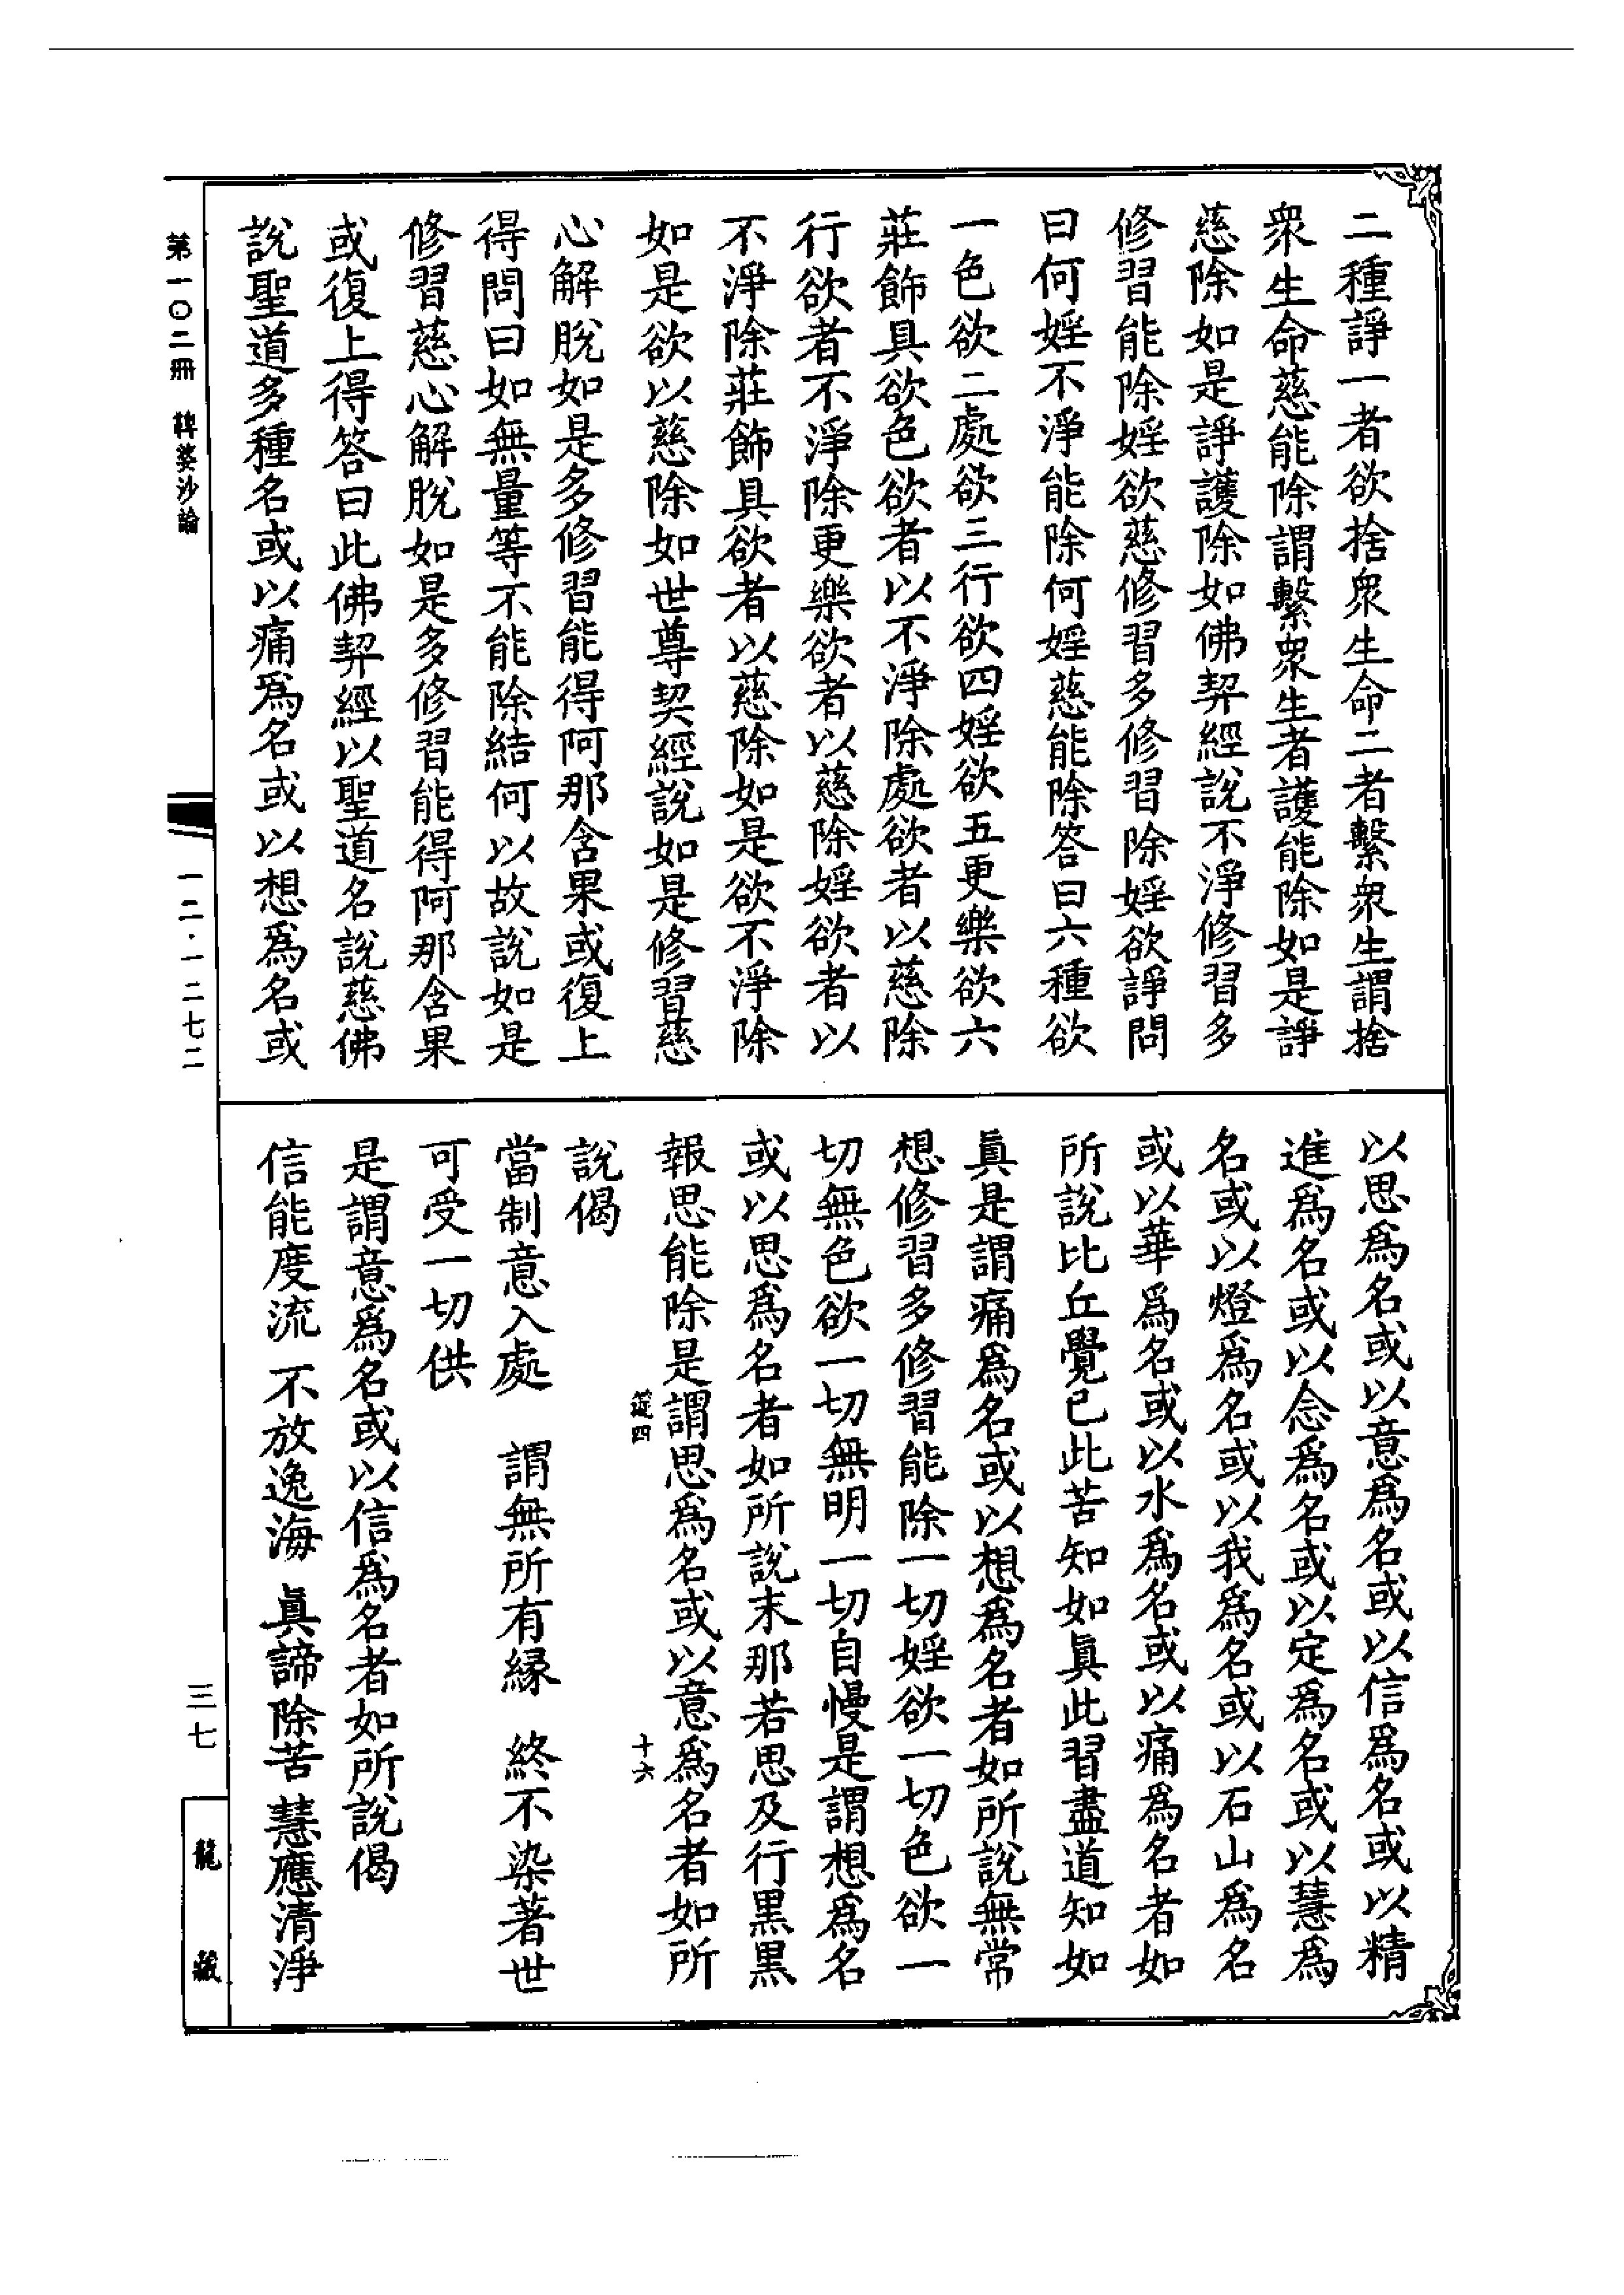 二種諍一者欲捨衆生命二者繫衆生謂捨
衆生命慈能除謂繫衆生者護能除如是諍
慈除如是諍護除如佛契經說不淨修習多
修習能除婬欲慈修習多修習除婬欲諍問
曰何婬不淨能除何婬慈能除答曰六種欲
一色欲二處欲三行欲四婬欲五更樂欲六
莊飾具欲色欲者以不淨除處欲者以慈除
行欲者不淨除更樂欲者以慈除婬欲者以
不淨除莊飾具欲者以慈除如是欲不淨除
如是欲以慈除如世尊契經說如是修習慈
心解脫如是多修習能得阿那含果或復上
得問曰如無量等不能除結何以故說如是
修習慈心解脫如是多修習能得阿那含果
或復上得答曰此佛契經以聖道名說慈佛
說聖道多種名或以痛爲名或以想爲名或
以思爲名或以意爲名或以信爲名或以精
進爲名或以念爲名或以定爲名或以慧爲
名或以燈爲名或以我爲名或以石山爲名
或以華爲名或以水爲名或以痛爲名者如
所說比丘覺已此苦知如眞此習盡道知如
眞是謂痛爲名或以想爲名者如所說無常
想修習多修習能除一切婬欲一切色欲一
切無色欲一切無明一切自慢是謂想爲名
或以思爲名者如所說末那若思及行黑黑
報思能除是謂思爲名或以意爲名者如所
說偈
當制意入處　謂無所有緣　終不染著世
可受一切供
是謂意爲名或以信爲名者如所說偈
信能度流　不放逸海　眞諦除苦　慧應清淨
四　十六
第一〇二冊　鞞婆沙論
一二·一二七二
三七
龍藏